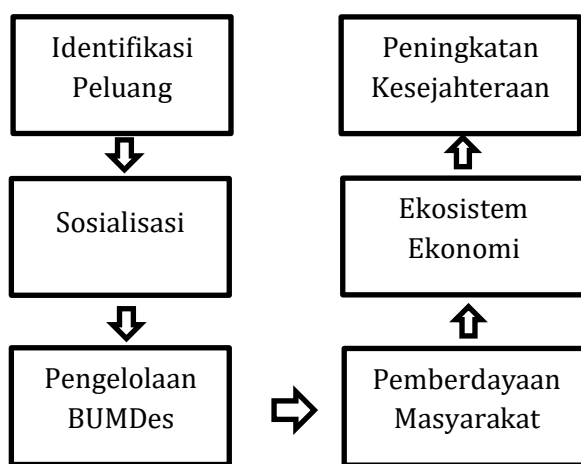 Identifikasi
Peluang
Sosialisasi
Pengelolaan
BUMDes
Pemberdayaan
Masyarakat
Ekosistem
Ekonomi
Peningkatan
Kesejahteraan